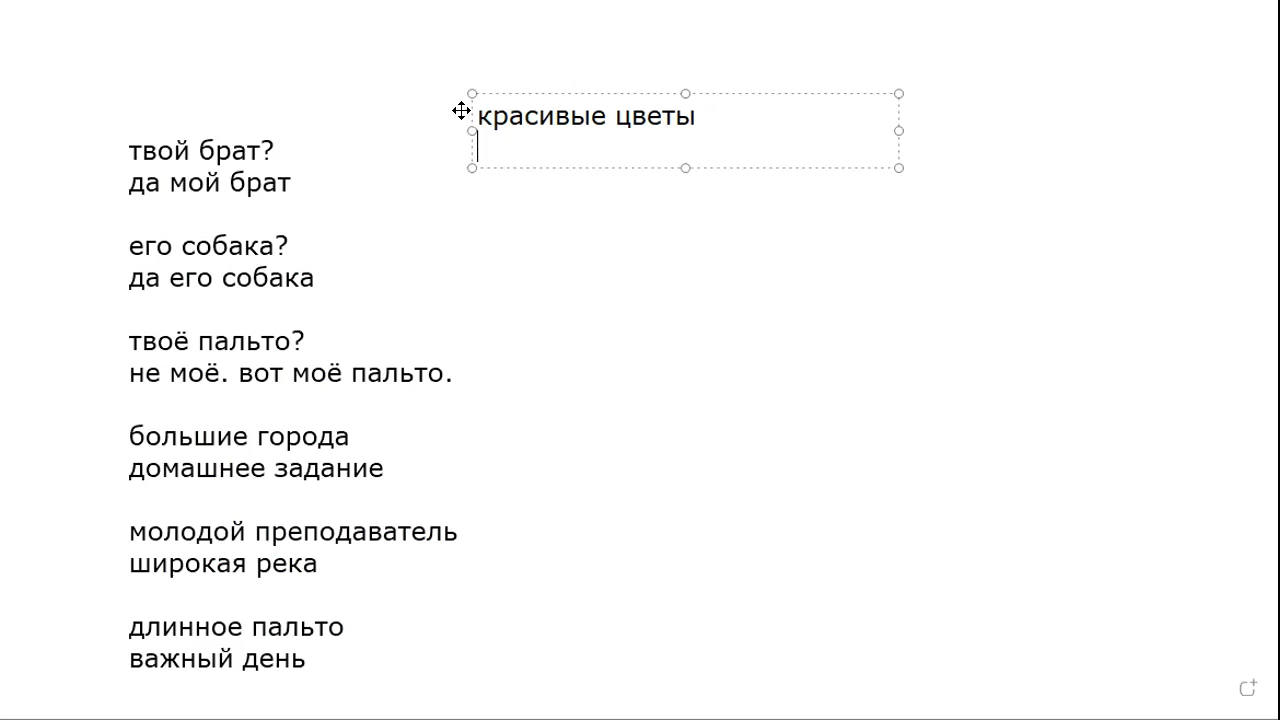 твой брат?
да мой брат
его собака?
да его собака
твоё пальто?
не моё. вот моё пальто.
большие города
домашнее задание
молодой преподаватель
широкая река
длинное пальто
важный день
красивые цветы